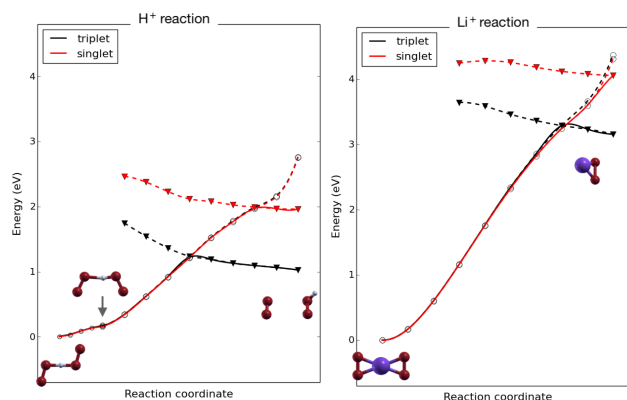 H⁺ reaction
triplet
singlet
Energy (eV)
4
3
2
1
0
Reaction coordinate
Li⁺ reaction
triplet
singlet
Energy (eV)
4
3
2
1
0
Reaction coordinate